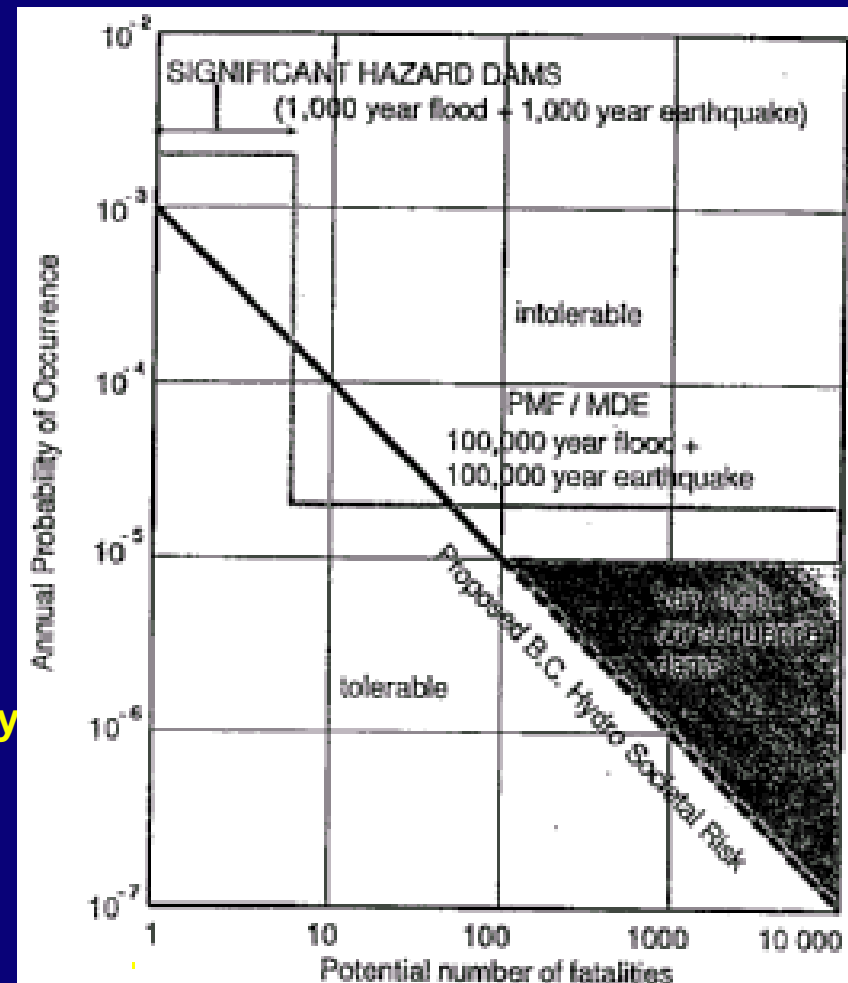 10-2
SIGNIFICANT HAZARD DAMS
(1,000 year flood + 1,000 year earthquake)
10-3
intolerable
Annual Probability of Occurrence
10-4
PMF / MDE
100,000 year flood +
100,000 year earthquake
10-5
Proposed B.C. Hydro Societal Risk
consequence
dams
tolerable
y
10-6
10-7
1 10 100 1000 10 000
Potential number of fatalities